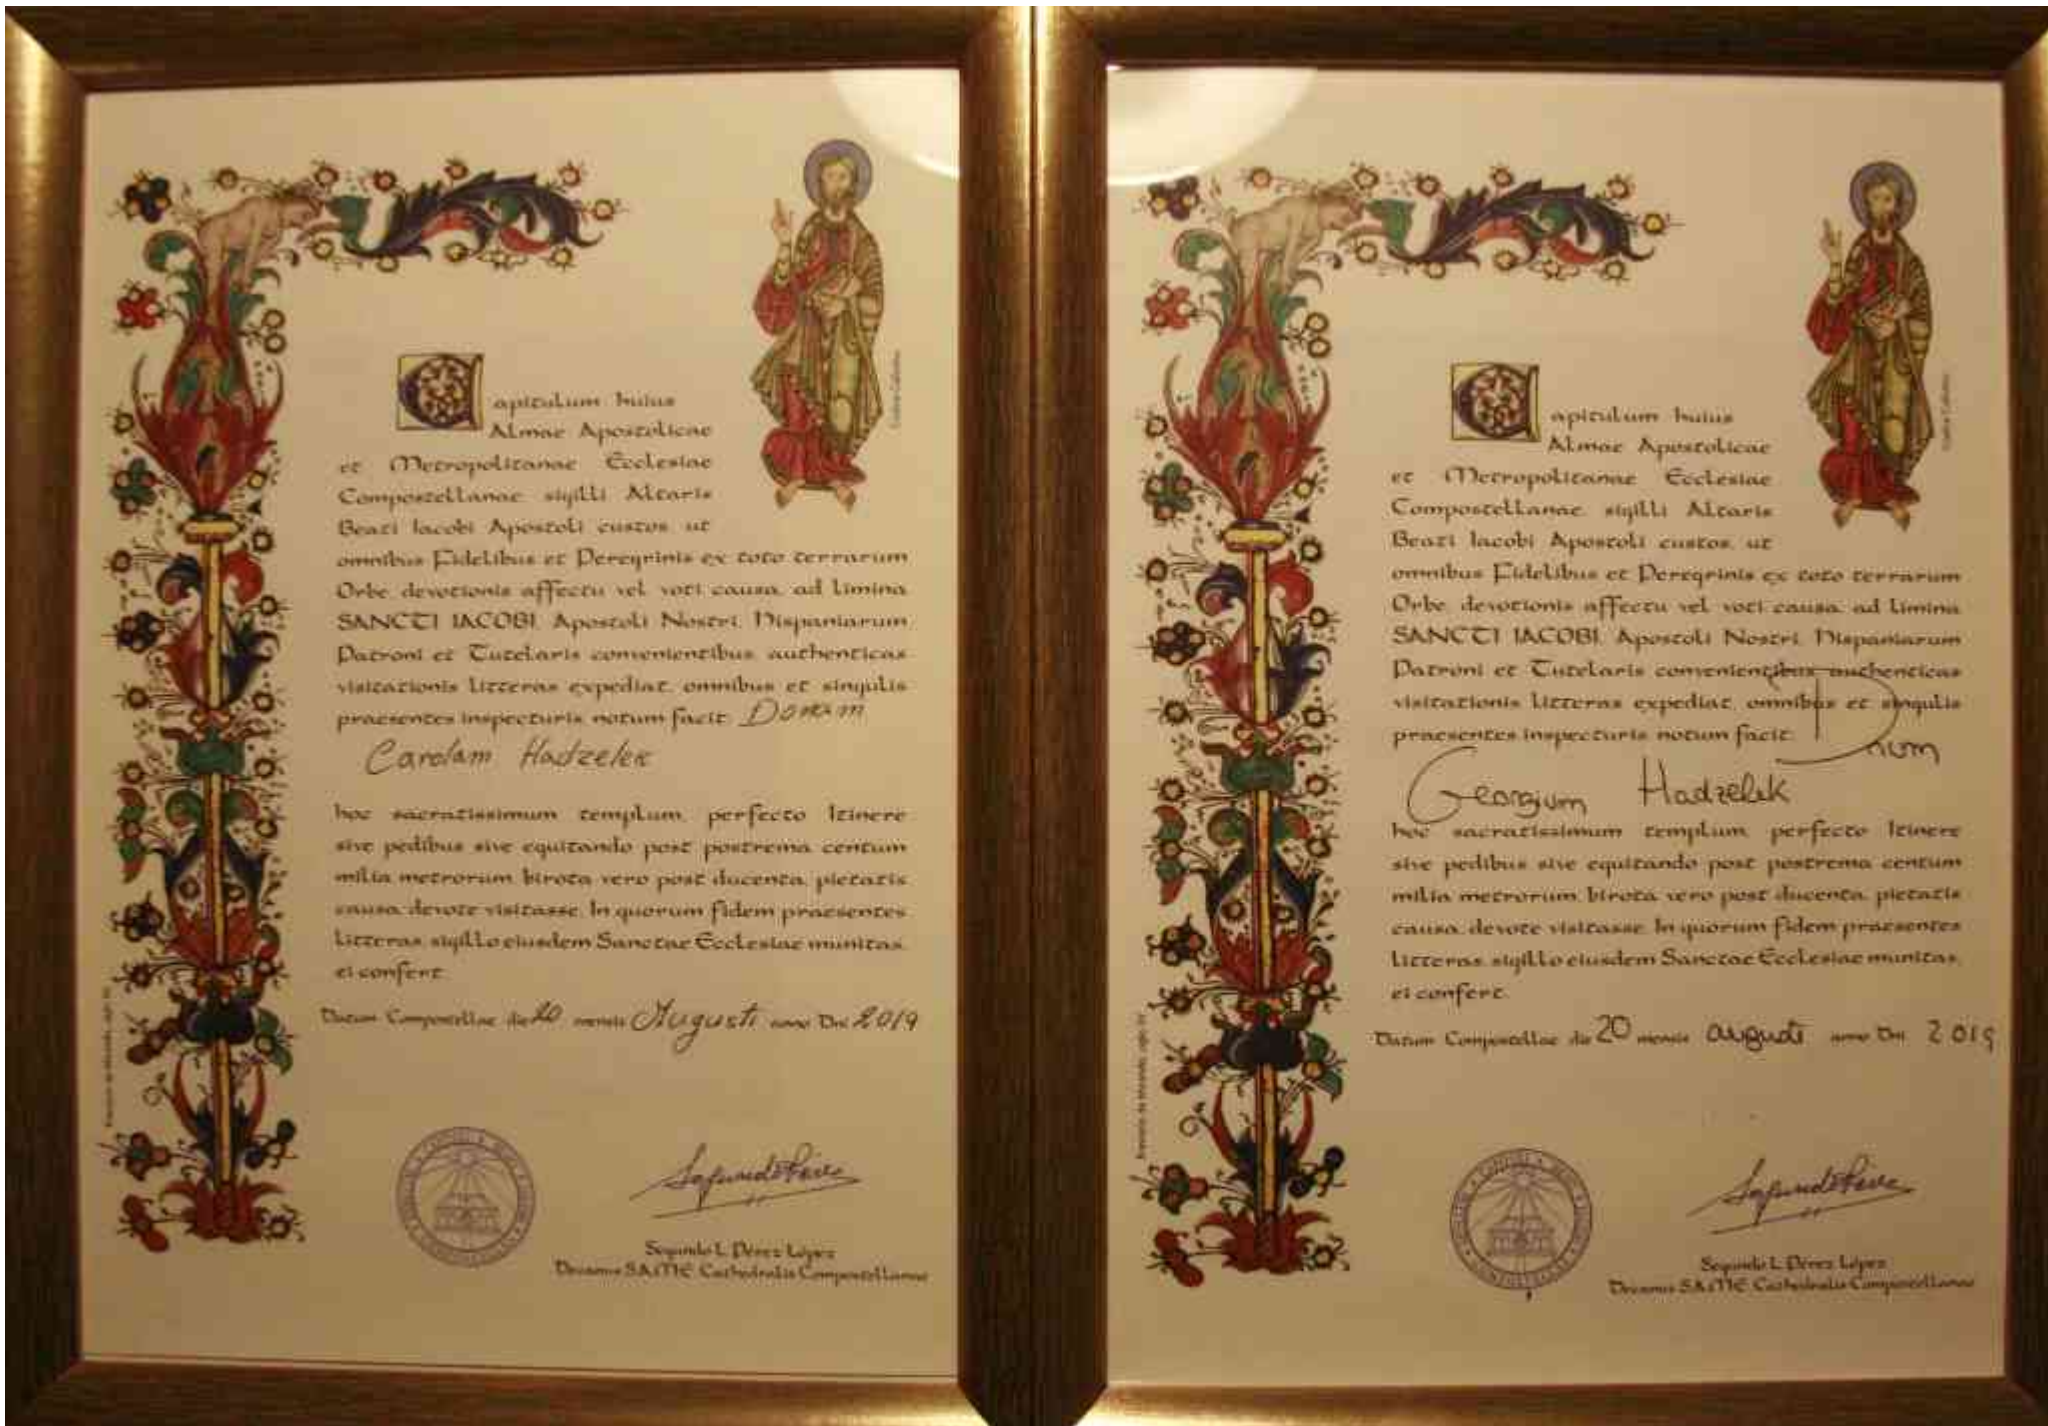 Capitulum huius
Almae Apostolicae
et Metropolitanae Ecclesiae
Compostellanae sigilli Altaris
Beati Iacobi Apostoli custos, ut
omnibus Fidelibus et Peregrinis ex toto terrarum
Orbe, devotionis affectu vel voti causa, ad limina
SANCTI IACOBI, Apostoli Nostri, Hispaniarum
Patroni et Tutelaris convenientibus, authenticas
visitationis litteras expediat, omnibus et singulis
praesentes inspecturis notum facit:
Carolam Hadzelek
hoc sacratissimum templum, perfecto Itinere
sive pedibus sive equitando post postrema centum
milia metrorum, birota vero post ducenta, pietatis
causa, devote visitasse. In quorum fidem praesentes
litteras, sigillo eiusdem Sanctae Ecclesiae munitas,
ei confert.
Datum Compostellae die 20 mensis Augusti anno Dni 2019
Segundo L. Pérez López
Decanus S.A.M.E. Cathedralis Compostellanae
Capitulum huius
Almae Apostolicae
et Metropolitanae Ecclesiae
Compostellanae sigilli Altaris
Beati Iacobi Apostoli custos, ut
omnibus Fidelibus et Peregrinis ex toto terrarum
Orbe, devotionis affectu vel voti causa, ad limina
SANCTI IACOBI, Apostoli Nostri, Hispaniarum
Patroni et Tutelaris convenientibus, authenticas
visitationis litteras expediat, omnibus et singulis
praesentes inspecturis notum facit: Dnum
Georgium Hadzelek
hoc sacratissimum templum, perfecto Itinere
sive pedibus sive equitando post postrema centum
milia metrorum, birota vero post ducenta, pietatis
causa, devote visitasse. In quorum fidem praesentes
litteras, sigillo eiusdem Sanctae Ecclesiae munitas,
ei confert.
Datum Compostellae die 20 mensis augusti anno Dni 2019
Segundo L. Pérez López
Decanus S.A.M.E. Cathedralis Compostellanae